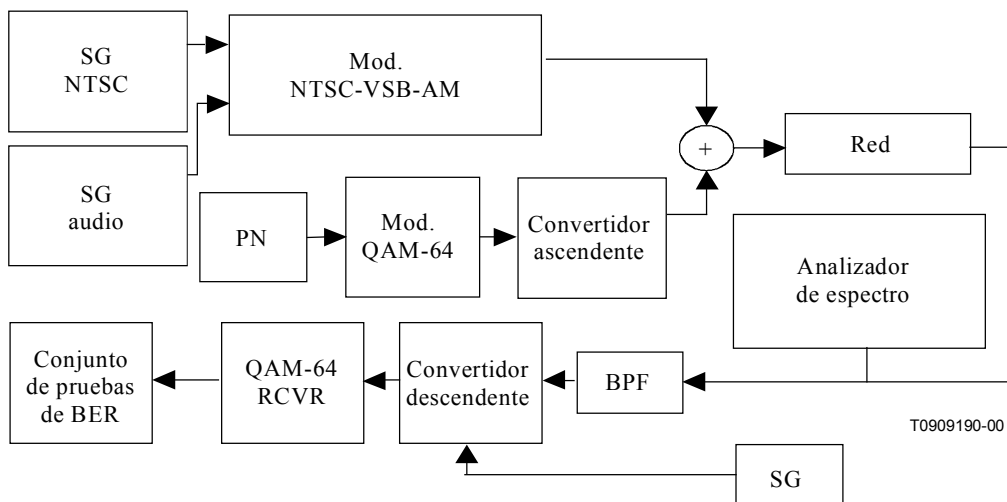 SG
NTSC
Mod.
NTSC-VSB-AM
SG
audio
PN
Mod.
QAM-64
Convertidor
ascendente
+
Red
Analizador
de espectro
Conjunto
de pruebas
de BER
QAM-64
RCVR
Convertidor
descendente
BPF
T0909190-00
SG